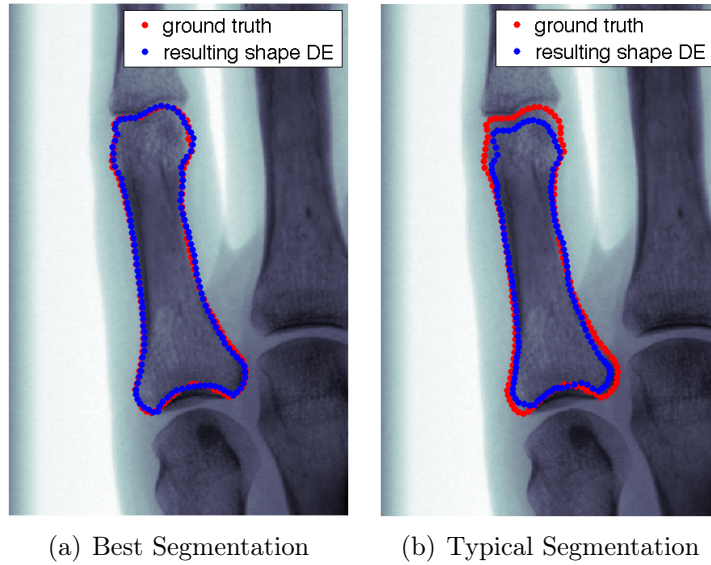 ground truth
resulting shape DE
ground truth
resulting shape DE
(a) Best Segmentation
(b) Typical Segmentation